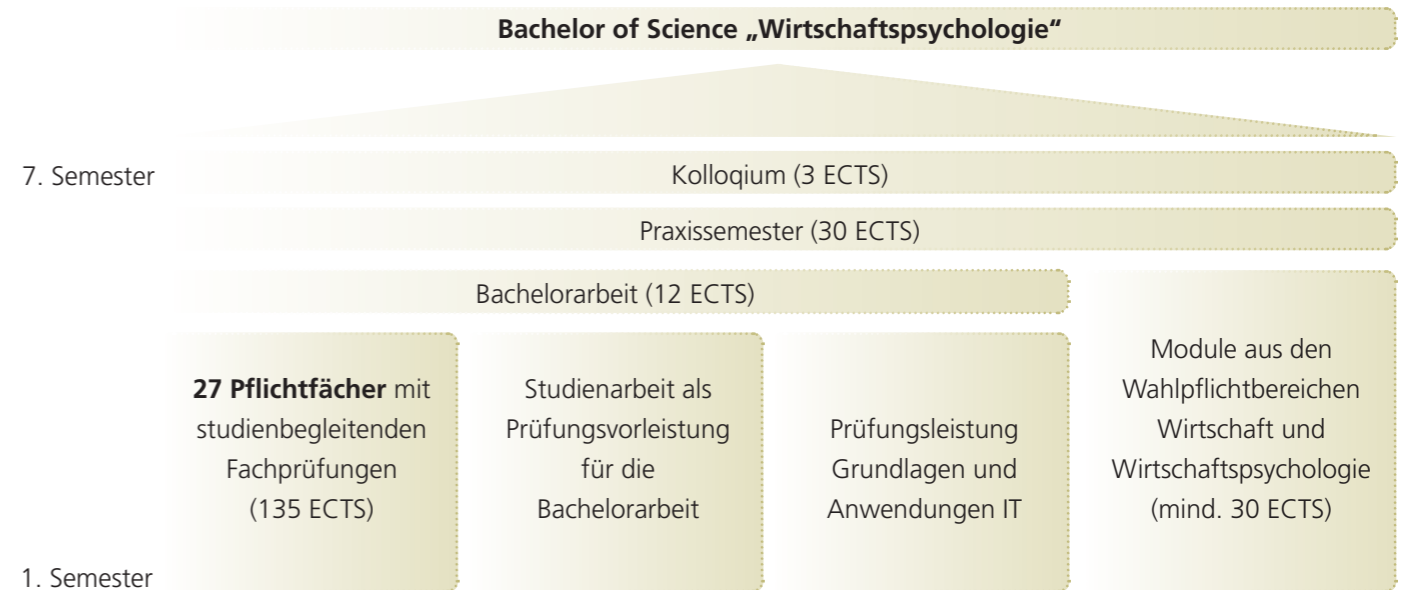 Bachelor of Science „Wirtschaftspsychologie“
7. Semester
Kolloqium (3 ECTS)
Praxissemester (30 ECTS)
Bachelorarbeit (12 ECTS)
27 Pflichtfächer mit
studienbegleitenden
Fachprüfungen
(135 ECTS)
Studienarbeit als
Prüfungsvorleistung
für die
Bachelorarbeit
Prüfungsleistung
Grundlagen und
Anwendungen IT
Module aus den
Wahlpflichtbereichen
Wirtschaft und
Wirtschaftspsychologie
(mind. 30 ECTS)
1. Semester